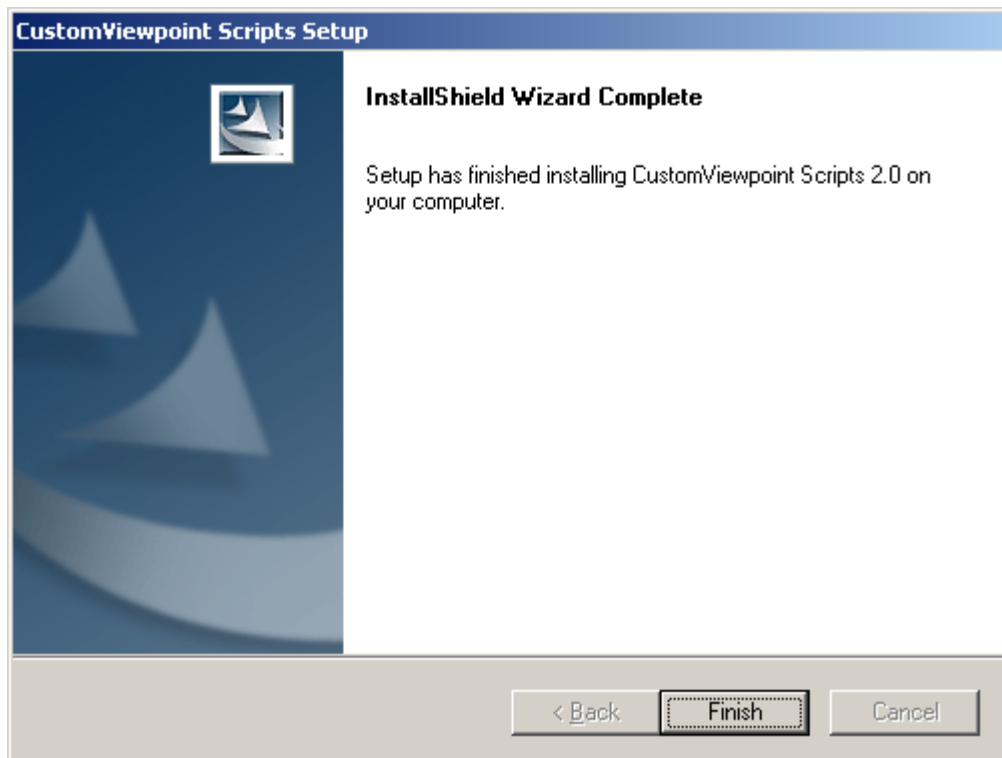 CustomViewpoint Scripts Setup
InstallShield Wizard Complete
Setup has finished installing CustomViewpoint Scripts 2.0 on
your computer.
< Back
Finish
Cancel